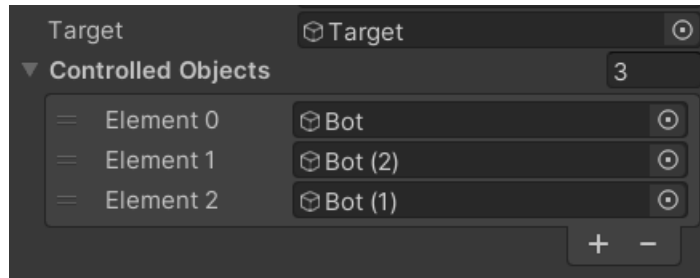 Target Target
Controlled Objects 3
Element 0 Bot
Element 1 Bot (2)
Element 2 Bot (1)
+ −